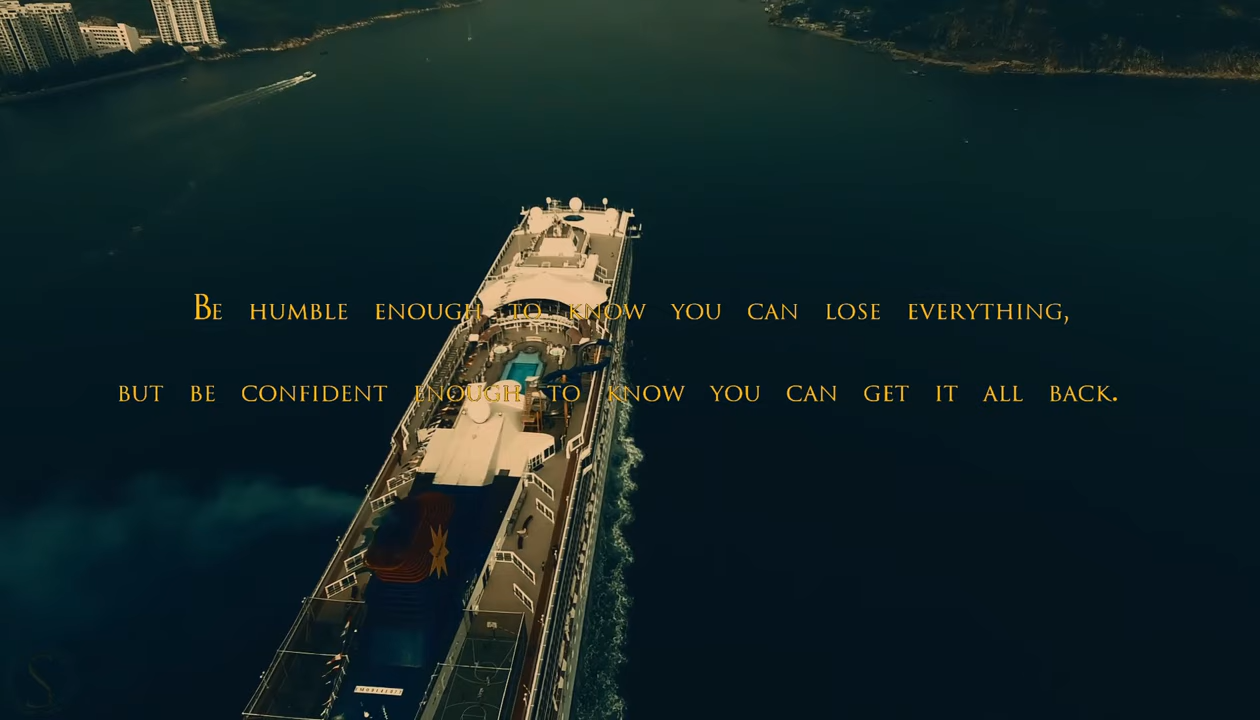 Be humble enough to know you can lose everything,
but be confident enough to know you can get it all back.